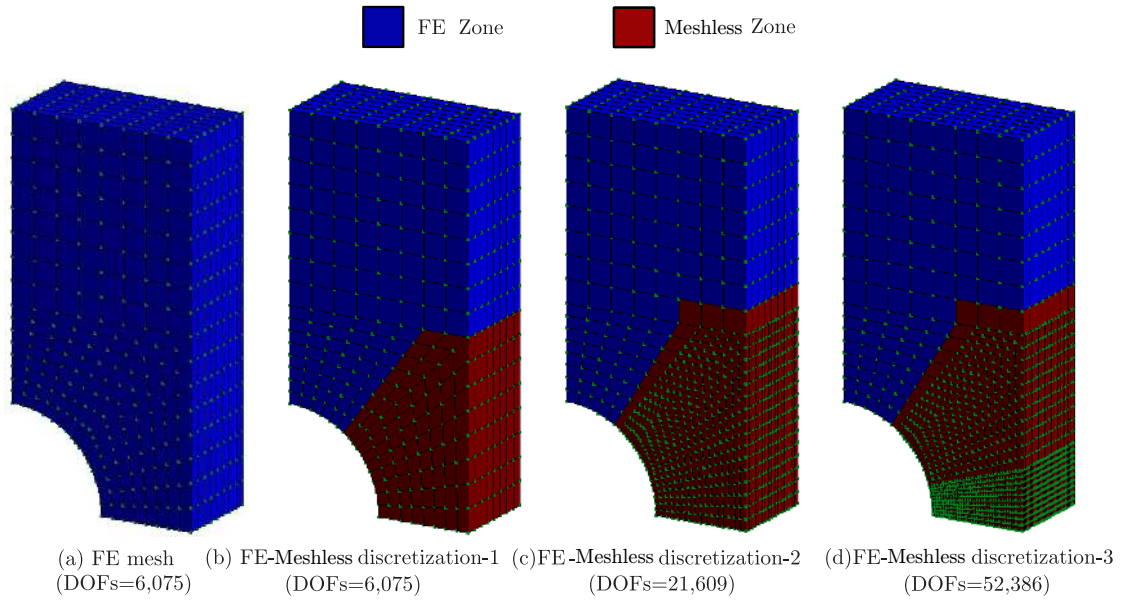 FE Zone
Meshless Zone
(a) FE mesh
(DOFs=6,075)
(b) FE-Meshless discretization-1
(DOFs=6,075)
(c)FE-Meshless discretization-2
(DOFs=21,609)
(d)FE-Meshless discretization-3
(DOFs=52,386)